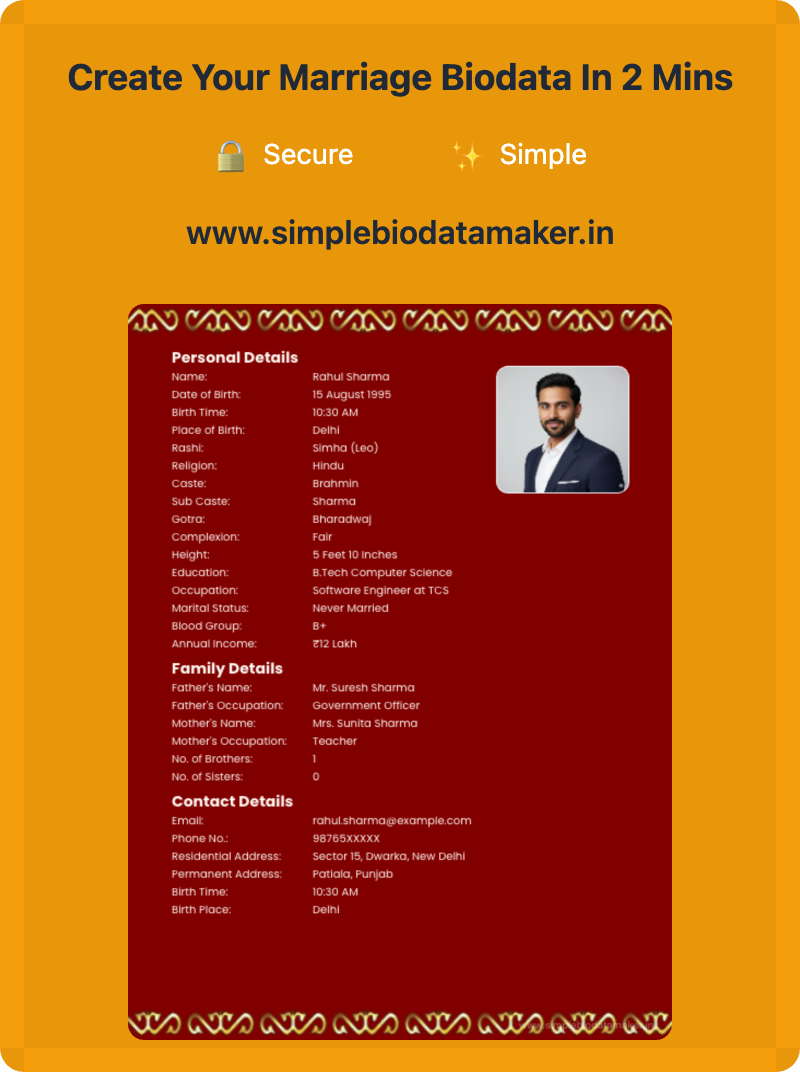 Create Your Marriage Biodata In 2 Mins
🔒 Secure ✨ Simple
www.simplebiodatamaker.in
Personal Details
Name: Rahul Sharma
Date of Birth: 15 August 1995
Birth Time: 10:30 AM
Place of Birth: Delhi
Rashi: Simha (Leo)
Religion: Hindu
Caste: Brahmin
Sub Caste: Sharma
Gotra: Bharadwaj
Complexion: Fair
Height: 5 Feet 10 Inches
Education: B.Tech Computer Science
Occupation: Software Engineer at TCS
Marital Status: Never Married
Blood Group: B+
Annual Income: ₹12 Lakh
Family Details
Father's Name: Mr. Suresh Sharma
Father's Occupation: Government Officer
Mother's Name: Mrs. Sunita Sharma
Mother's Occupation: Teacher
No. of Brothers: 1
No. of Sisters: 0
Contact Details
Email: rahul.sharma@example.com
Phone No.: 98765XXXXX
Residential Address: Sector 15, Dwarka, New Delhi
Permanent Address: Patiala, Punjab
Birth Time: 10:30 AM
Birth Place: Delhi
www.simplebiodatamaker.in